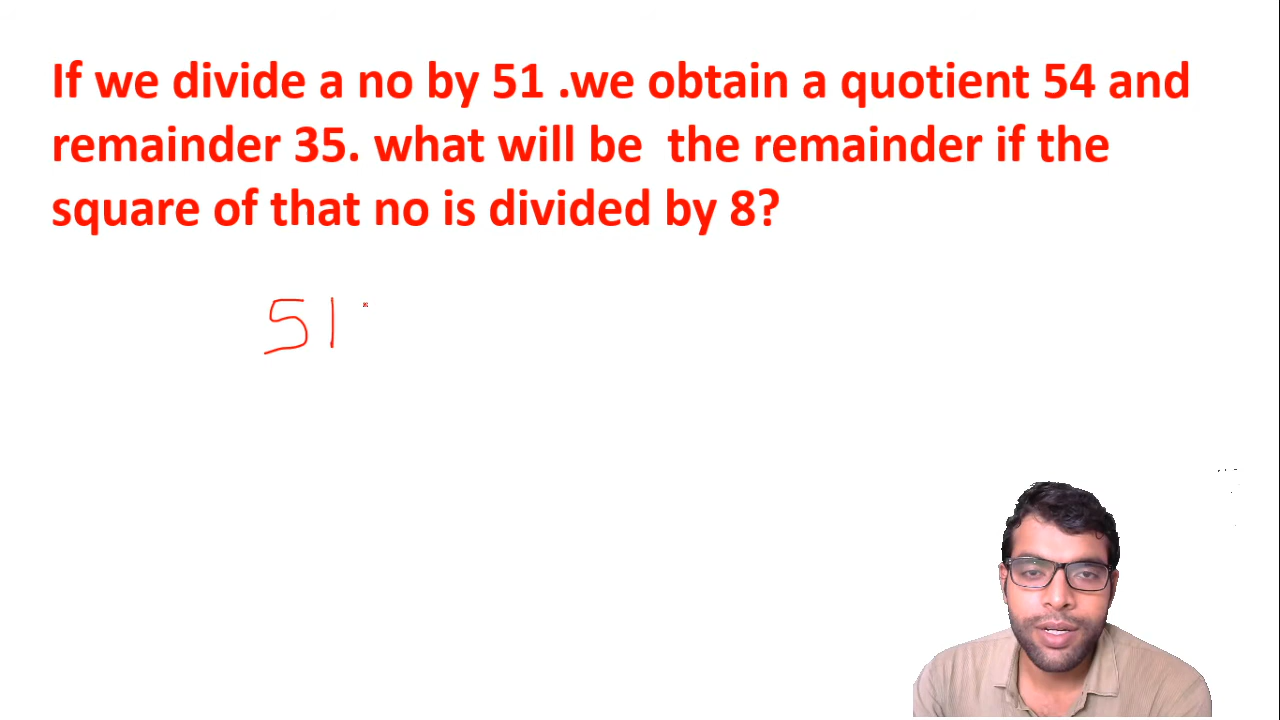 If we divide a no by 51 .we obtain a quotient 54 and
remainder 35. what will be  the remainder if the
square of that no is divided by 8?
51